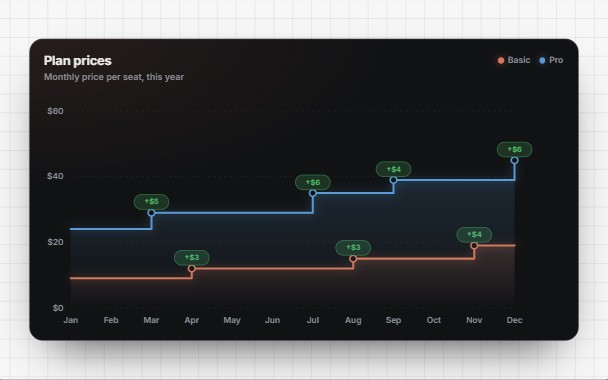 Plan prices
Monthly price per seat, this year
Basic Pro
$60
$40
$20
$0
+$5
+$6
+$4
+$6
+$3
+$3
+$4
Jan Feb Mar Apr May Jun Jul Aug Sep Oct Nov Dec